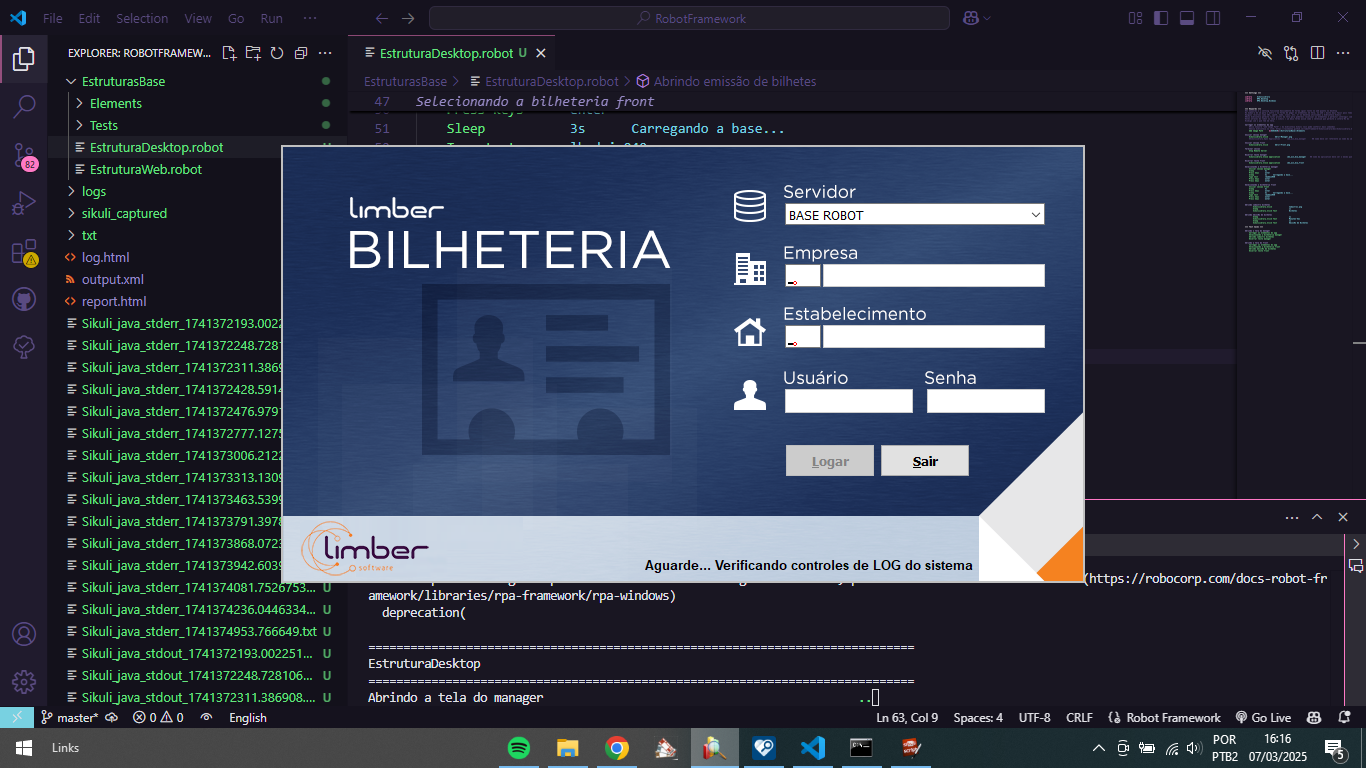 File Edit Selection View Go Run ···
RobotFramework
EXPLORER: ROBOTFRAMEW...
EstruturasBase
Elements
Tests
EstruturaDesktop.robot
EstruturaWeb.robot
logs
sikuli_captured
txt
log.html
output.xml
report.html
Sikuli_java_stderr_1741372193.0022
Sikuli_java_stderr_1741372248.7281
Sikuli_java_stderr_1741372311.3869
Sikuli_java_stderr_1741372428.5914
Sikuli_java_stderr_1741372476.9791
Sikuli_java_stderr_1741372777.1275
Sikuli_java_stderr_1741373006.2122
Sikuli_java_stderr_1741373313.1309
Sikuli_java_stderr_1741373463.5399
Sikuli_java_stderr_1741373791.3978
Sikuli_java_stderr_1741373868.0723
Sikuli_java_stderr_1741373942.6039
Sikuli_java_stderr_1741374081.7526753... U
Sikuli_java_stderr_1741374236.0446334... U
Sikuli_java_stderr_1741374953.766649.txt U
Sikuli_java_stdout_1741372193.002251... U
Sikuli_java_stdout_1741372248.728106... U
Sikuli_java_stdout_1741372311.386908.... U
82
EstruturaDesktop.robot U
EstruturasBase > EstruturaDesktop.robot > Abrindo emissão de bilhetes
47 Selecionando a bilheteria front
51 Sleep 3s Carregando a base...
limber
BILHETERIA
Servidor
BASE ROBOT
Empresa
Estabelecimento
Usuário Senha
Logar Sair
limber
software
Aguarde... Verificando controles de LOG do sistema
(https://robocorp.com/docs-robot-fr
amework/libraries/rpa-framework/rpa-windows)
deprecation(
==============================================================================
EstruturaDesktop
==============================================================================
Abrindo a tela do manager ..
master* 0 0 English
Ln 63, Col 9 Spaces: 4 UTF-8 CRLF Robot Framework Go Live
Links
POR
PTB2
16:16
07/03/2025
5